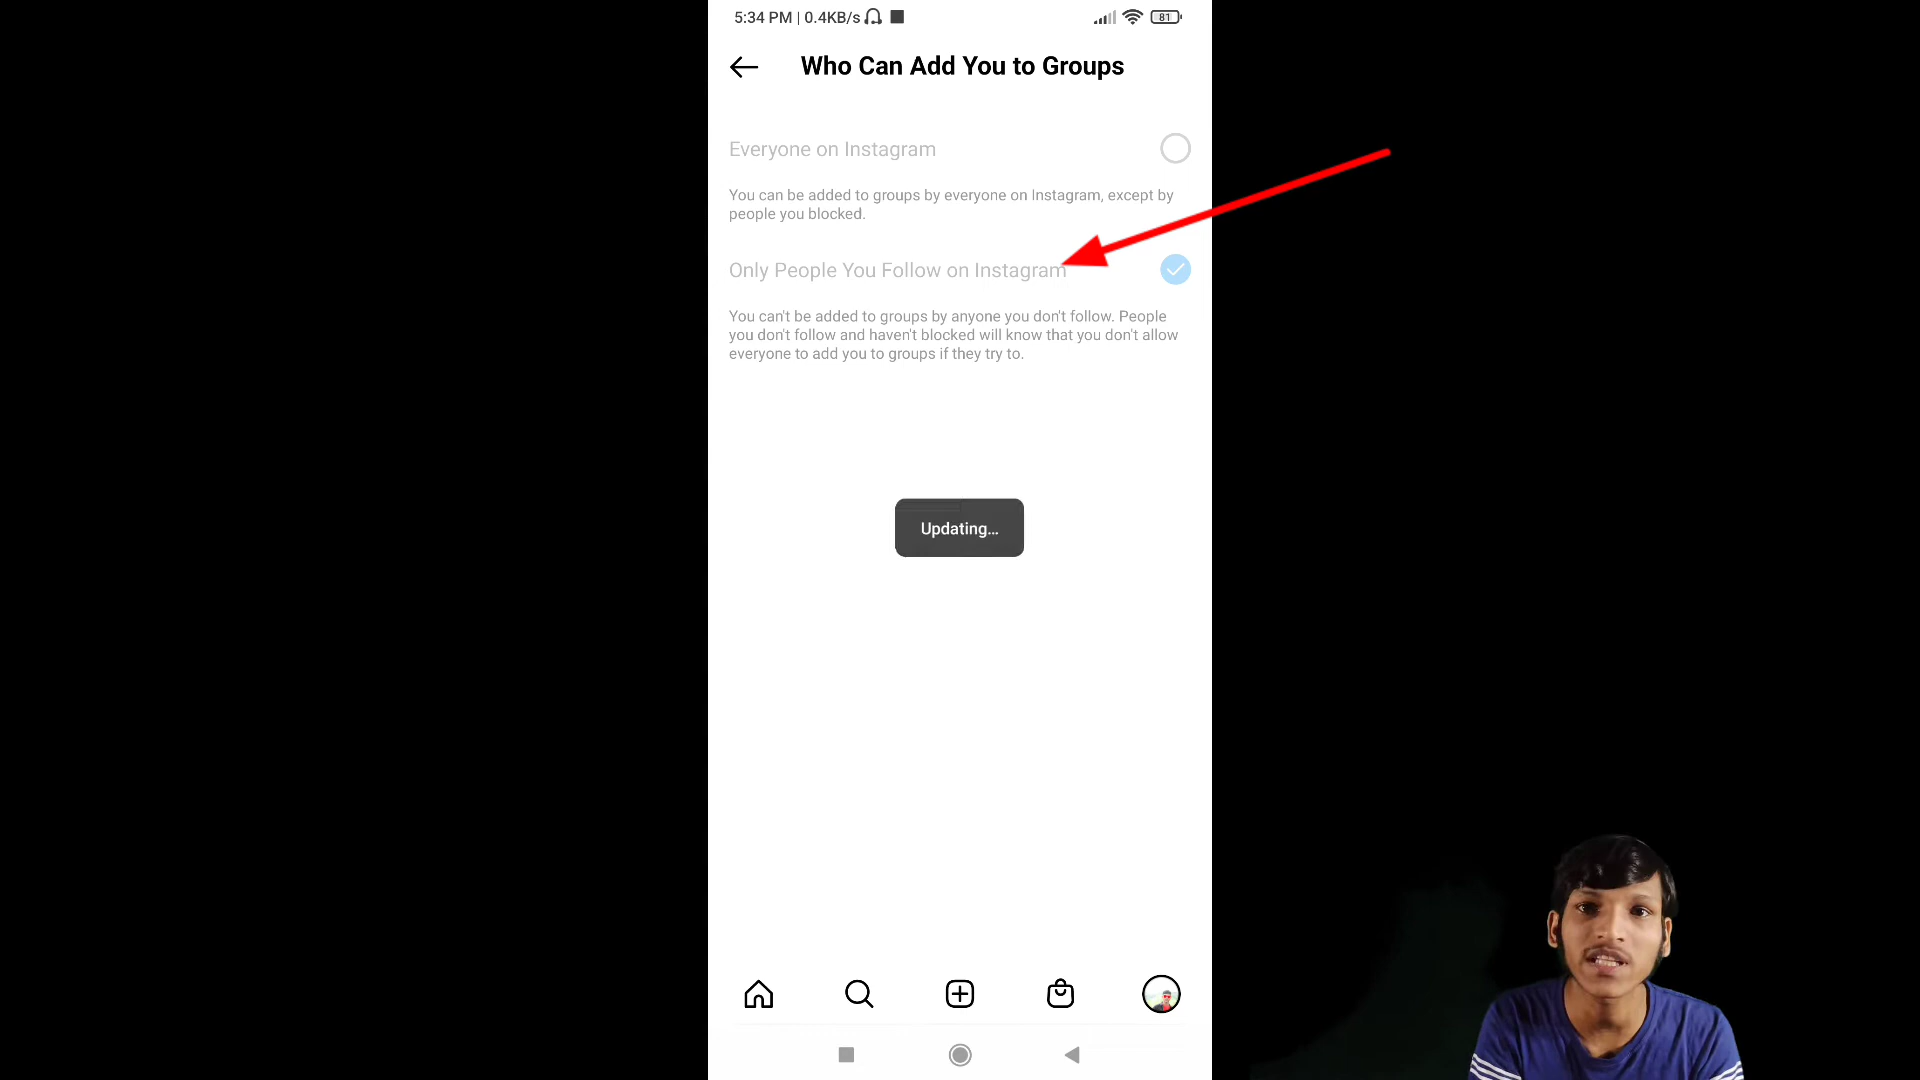 5:34 PM | 0.4KB/s
81
Who Can Add You to Groups
Everyone on Instagram
You can be added to groups by everyone on Instagram, except by
people you blocked.
Only People You Follow on Instagram
You can't be added to groups by anyone you don't follow. People
you don't follow and haven't blocked will know that you don't allow
everyone to add you to groups if they try to.
Updating...